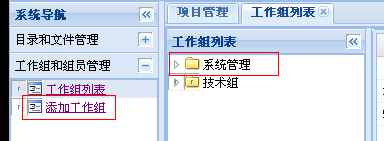 系统导航
目录和文件管理
工作组和组员管理
工作组列表
添加工作组
项目管理
工作组列表
工作组列表
系统管理
技术组